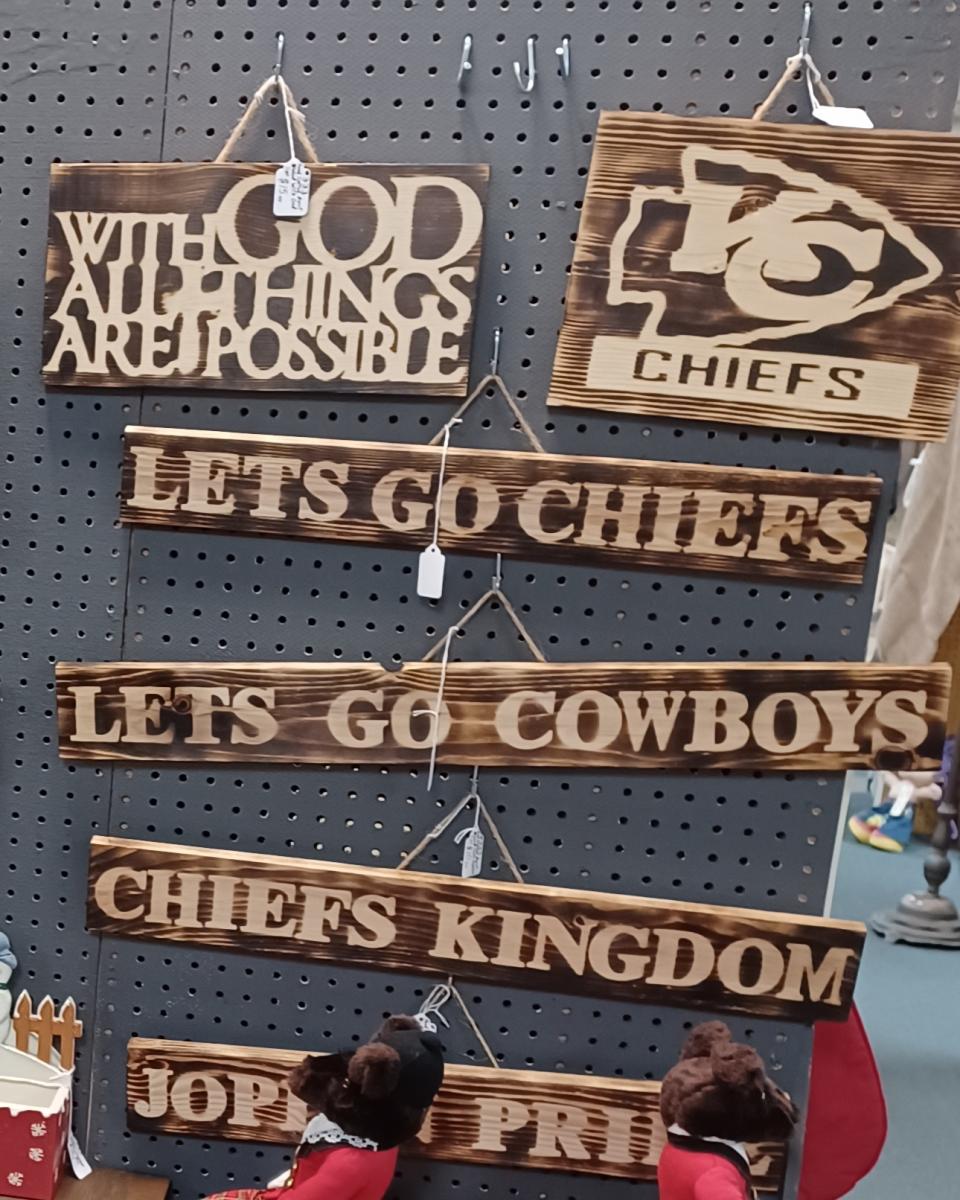 WITH GOD
ALL THINGS
ARE POSSIBLE
KC
CHIEFS
LETS GO CHIEFS
LETS GO COWBOYS
CHIEFS KINGDOM